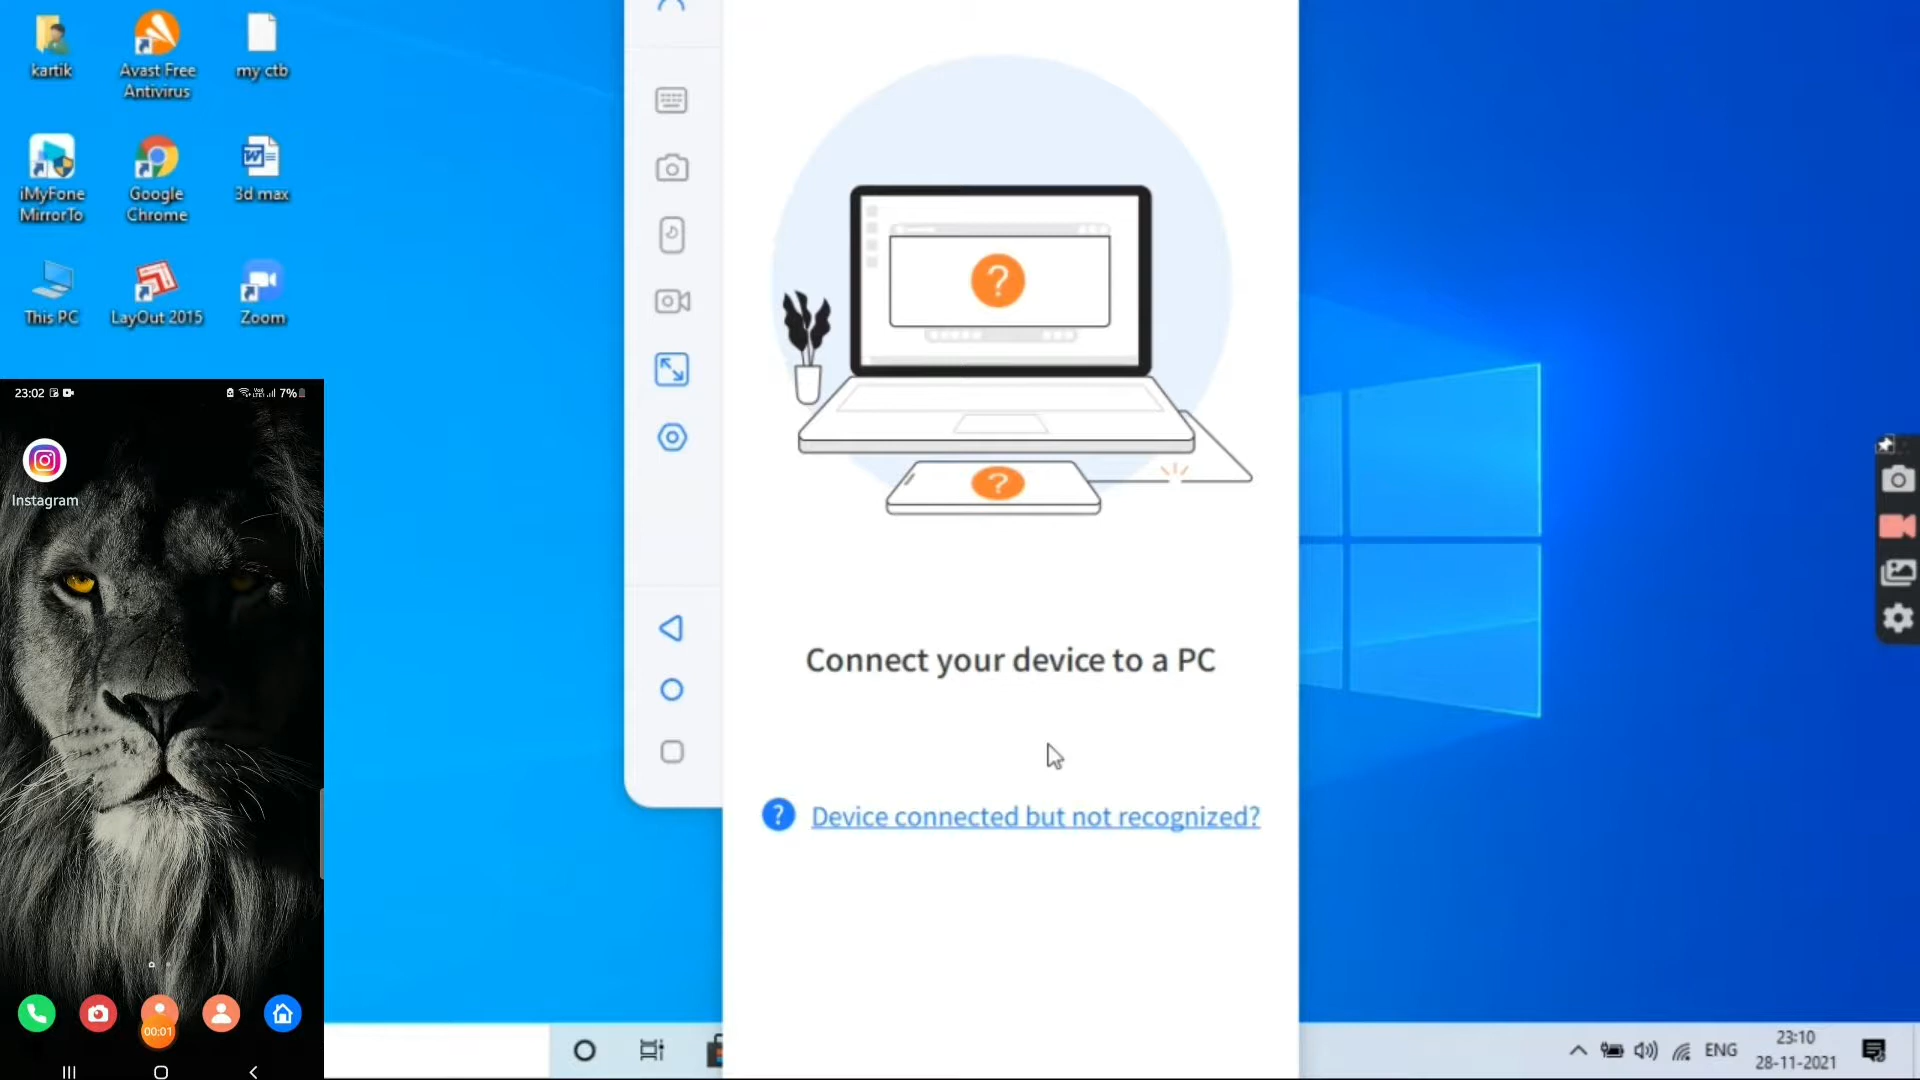 kartik
Avast Free
Antivirus
my ctb
iMyFone
MirrorTo
Google
Chrome
3d max
This PC
LayOut 2015
Zoom
23:02
7%
Instagram
00:01
Connect your device to a PC
Device connected but not recognized?
ENG
23:10
28-11-2021